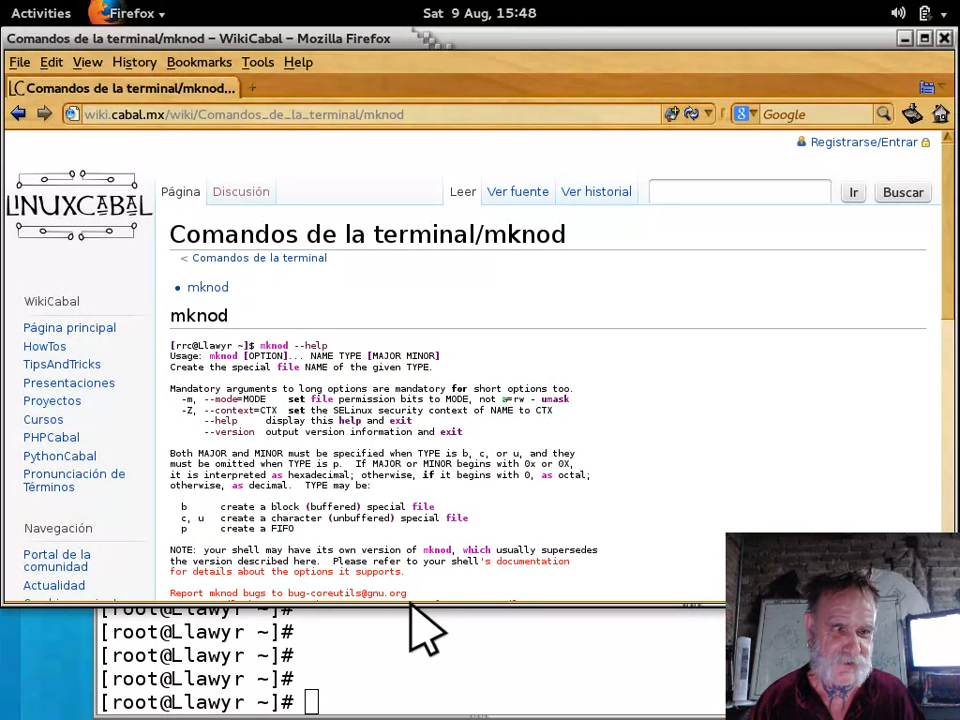 Activities Firefox Sat 9 Aug, 15:48
Comandos de la terminal/mknod – WikiCabal – Mozilla Firefox
File Edit View History Bookmarks Tools Help
Comandos de la terminal/mknod...
wiki.cabal.mx/wiki/Comandos_de_la_terminal/mknod Google
Registrarse/Entrar
LINUXCABAL
Página Discusión Leer Ver fuente Ver historial Ir Buscar
Comandos de la terminal/mknod
< Comandos de la terminal
mknod
mknod
[rrc@Llawyr ~]$ mknod --help
Usage: mknod [OPTION]... NAME TYPE [MAJOR MINOR]
Create the special file NAME of the given TYPE.
Mandatory arguments to long options are mandatory for short options too.
-m, --mode=MODE set file permission bits to MODE, not a=rw - umask
-Z, --context=CTX set the SELinux security context of NAME to CTX
--help display this help and exit
--version output version information and exit
Both MAJOR and MINOR must be specified when TYPE is b, c, or u, and they
must be omitted when TYPE is p. If MAJOR or MINOR begins with 0x or 0X,
it is interpreted as hexadecimal; otherwise, if it begins with 0, as octal;
otherwise, as decimal. TYPE may be:
b create a block (buffered) special file
c, u create a character (unbuffered) special file
p create a FIFO
NOTE: your shell may have its own version of mknod, which usually supersedes
the version described here. Please refer to your shell's documentation
for details about the options it supports.
Report mknod bugs to bug-coreutils@gnu.org
WikiCabal
Página principal
HowTos
TipsAndTricks
Presentaciones
Proyectos
Cursos
PHPCabal
PythonCabal
Pronunciación de
Términos
Navegación
Portal de la
comunidad
Actualidad
[root@Llawyr ~]#
[root@Llawyr ~]#
[root@Llawyr ~]#
[root@Llawyr ~]#
[root@Llawyr ~]#